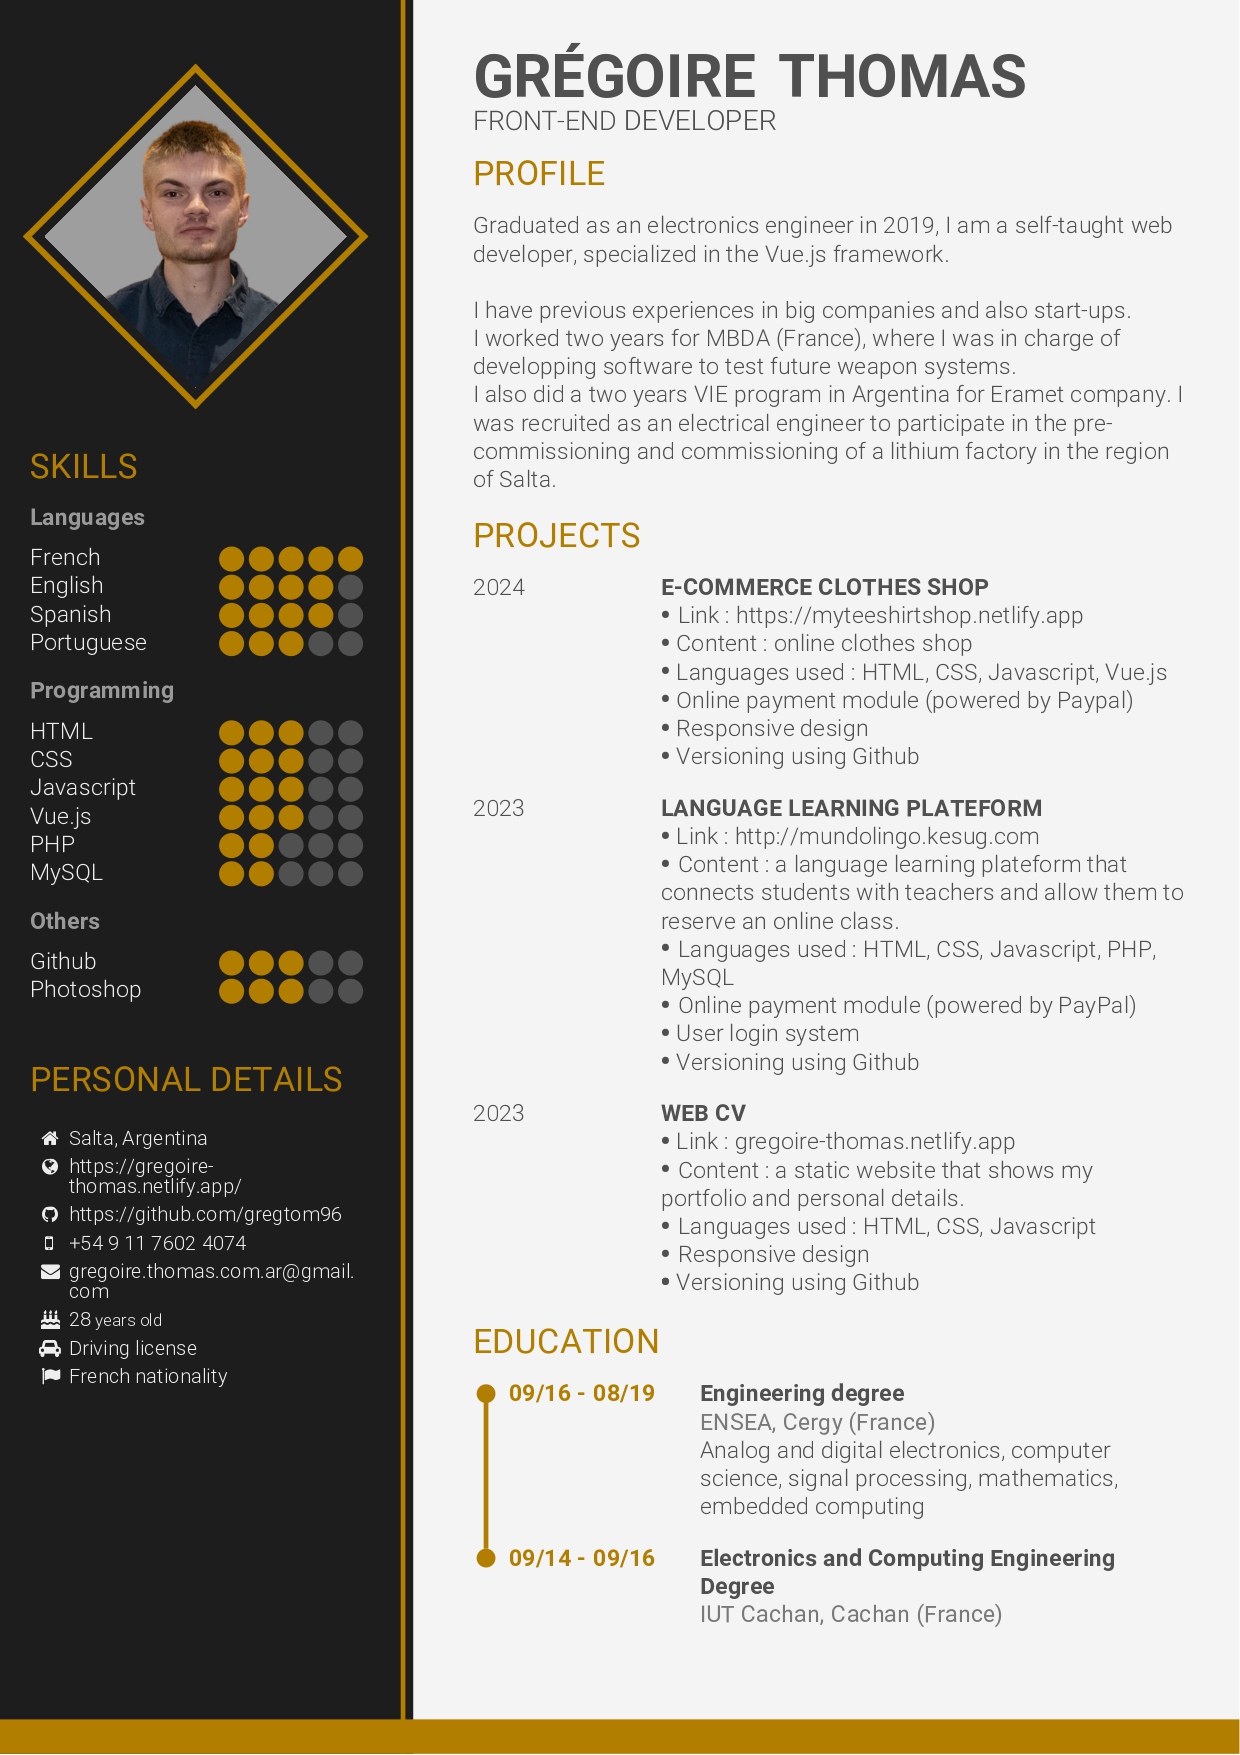 GRÉGOIRE THOMAS
FRONT-END DEVELOPER
PROFILE
Graduated as an electronics engineer in 2019, I am a self-taught web
developer, specialized in the Vue.js framework.
I have previous experiences in big companies and also start-ups.
I worked two years for MBDA (France), where I was in charge of
developping software to test future weapon systems.
I also did a two years VIE program in Argentina for Eramet company. I
was recruited as an electrical engineer to participate in the pre-
commissioning and commissioning of a lithium factory in the region
of Salta.
PROJECTS
2024
E-COMMERCE CLOTHES SHOP
• Link : https://myteeshirtshop.netlify.app
• Content : online clothes shop
• Languages used : HTML, CSS, Javascript, Vue.js
• Online payment module (powered by Paypal)
• Responsive design
• Versioning using Github
2023
LANGUAGE LEARNING PLATEFORM
• Link : http://mundolingo.kesug.com
• Content : a language learning plateform that
connects students with teachers and allow them to
reserve an online class.
• Languages used : HTML, CSS, Javascript, PHP,
MySQL
• Online payment module (powered by PayPal)
• User login system
• Versioning using Github
2023
WEB CV
• Link : gregoire-thomas.netlify.app
• Content : a static website that shows my
portfolio and personal details.
• Languages used : HTML, CSS, Javascript
• Responsive design
• Versioning using Github
EDUCATION
09/16 - 08/19
Engineering degree
ENSEA, Cergy (France)
Analog and digital electronics, computer
science, signal processing, mathematics,
embedded computing
09/14 - 09/16
Electronics and Computing Engineering
Degree
IUT Cachan, Cachan (France)
SKILLS
Languages
French
English
Spanish
Portuguese
Programming
HTML
CSS
Javascript
Vue.js
PHP
MySQL
Others
Github
Photoshop
PERSONAL DETAILS
Salta, Argentina
https://gregoire-
thomas.netlify.app/
https://github.com/gregtom96
+54 9 11 7602 4074
gregoire.thomas.com.ar@gmail.
com
28 years old
Driving license
French nationality